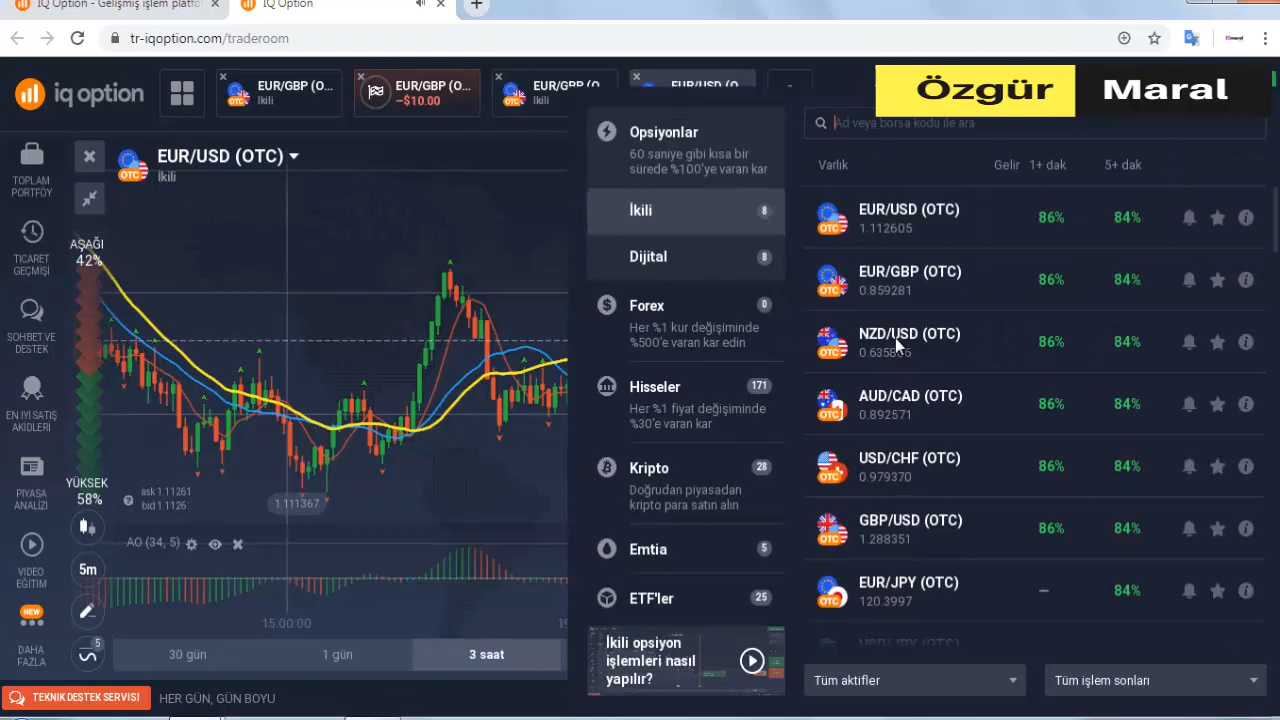 IQ Option - Gelişmiş işlem platfo
IQ Option
tr-iqoption.com/traderoom
iq option
EUR/GBP (O...
İkili
EUR/GBP (O...
–$10.00
EUR/GBP (O...
İkili
EUR/USD (O...
Özgür
Maral
TOPLAM
PORTFÖY
TİCARET
GEÇMİŞİ
SOHBET VE
DESTEK
EN İYİ SATIŞ
AKİDLERİ
PİYASA
ANALİZİ
VIDEO
EĞİTİM
NEW
DAHA
FAZLA
EUR/USD (OTC)
İkili
OTC
AŞAĞI
42%
YÜKSEK
58%
ask 1.11261
bid 1.1126
1.111367
AO (34, 5)
5m
5
15:00:00
30 gün
1 gün
3 saat
Opsiyonlar
60 saniye gibi kısa bir
sürede %100'ye varan kar
İkili
8
Dijital
8
Forex
0
Her %1 kur değişiminde
%500'e varan kar edin
Hisseler
171
Her %1 fiyat değişiminde
%30'e varan kar
Kripto
28
Doğrudan piyasadan
kripto para satın alın
Emtia
5
ETF'ler
25
İkili opsiyon
işlemleri nasıl
yapılır?
Ad veya borsa kodu ile ara
Varlık Gelir 1+ dak 5+ dak
EUR/USD (OTC)
1.112605
86% 84%
EUR/GBP (OTC)
0.859281
86% 84%
NZD/USD (OTC)
86% 84%
AUD/CAD (OTC)
0.892571
86% 84%
USD/CHF (OTC)
0.979370
86% 84%
GBP/USD (OTC)
1.288351
86% 84%
EUR/JPY (OTC)
120.3997
– 84%
Tüm aktifler
Tüm işlem sonları
TEKNİK DESTEK SERVISI
HER GÜN, GÜN BOYU